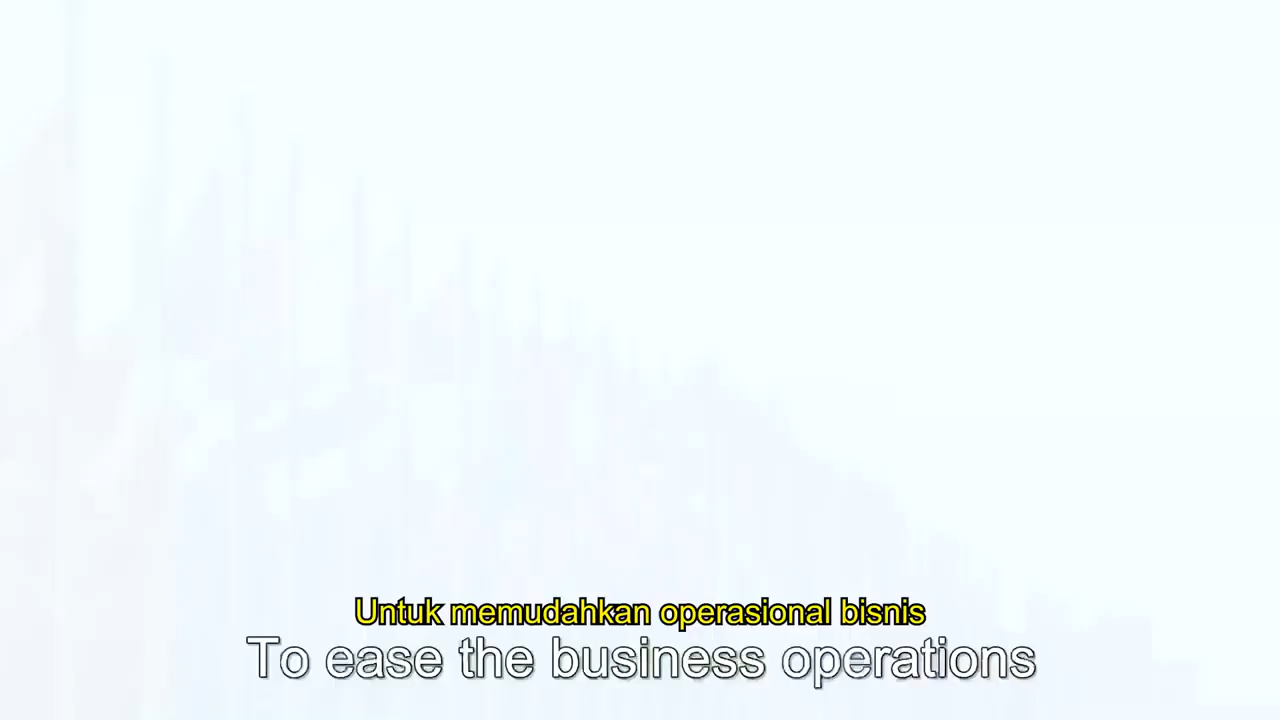 Untuk memudahkan operasional bisnis
To ease the business operations